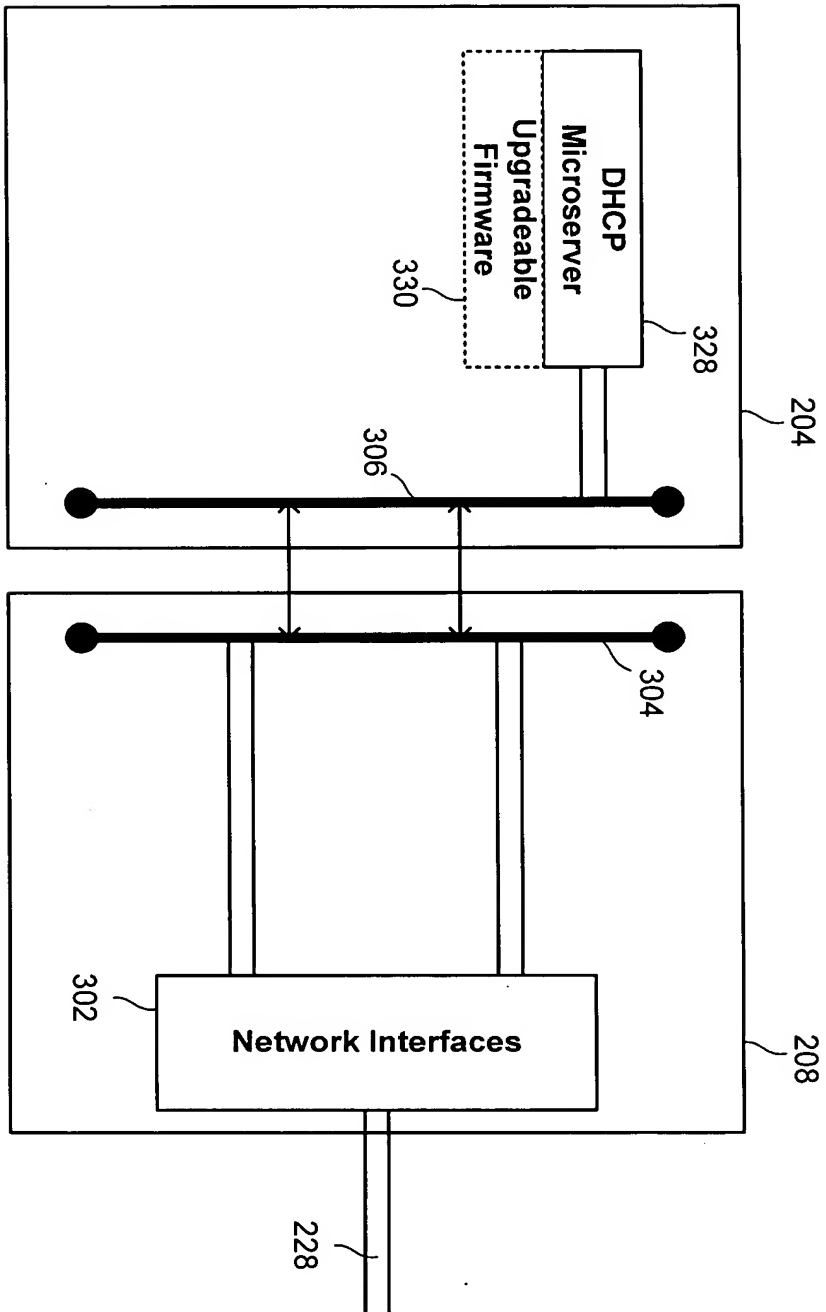 204
328
DHCP
Microserver
Upgradeable
Firmware
330
306
208
304
Network Interfaces
302
228